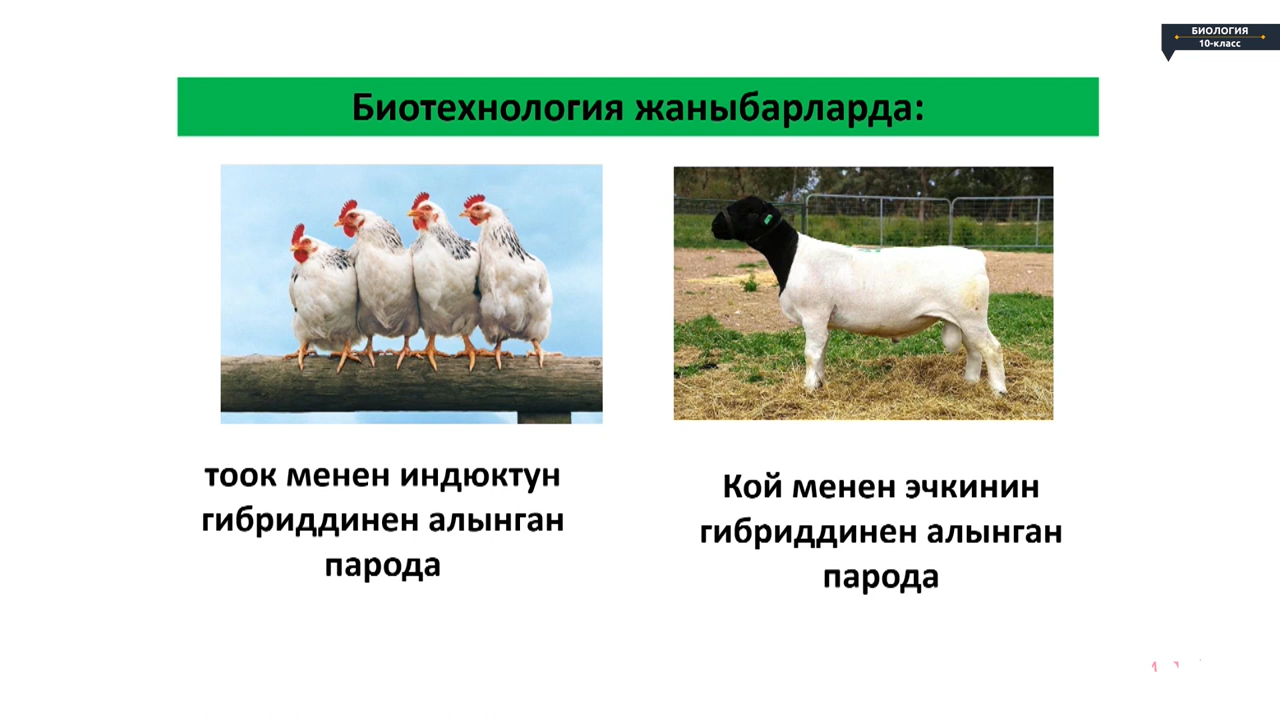 БИОЛОГИЯ
10-класс
Биотехнология жаныбарларда:
тоок менен индюктун
гибриддинен алынган
парода
Кой менен эчкинин
гибриддинен алынган
парода